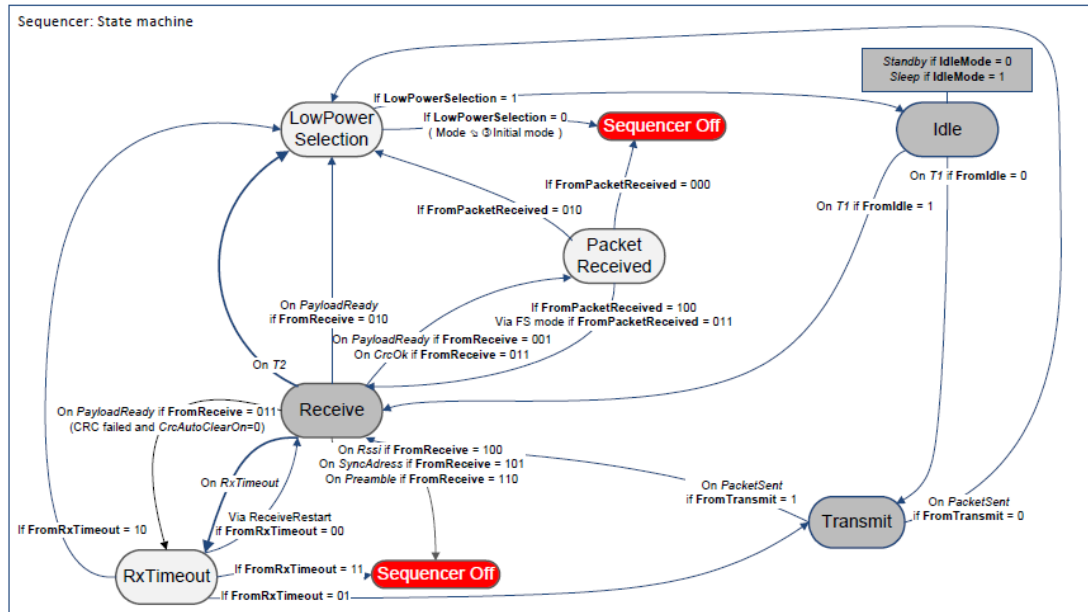 Sequencer: State machine
Standby if IdleMode = 0
Sleep if IdleMode = 1
If LowPowerSelection = 1
LowPower
Selection
If LowPowerSelection = 0
( Mode ↘ ③ Initial mode )
Sequencer Off
Idle
On T1 if FromIdle = 0
If FromPacketReceived = 000
On T1 if FromIdle = 1
If FromPacketReceived = 010
Packet
Received
On PayloadReady
if FromReceive = 010
If FromPacketReceived = 100
Via FS mode if FromPacketReceived = 011
On PayloadReady if FromReceive = 001
On CrcOk if FromReceive = 011
On T2
Receive
On PayloadReady if FromReceive = 011
(CRC failed and CrcAutoClearOn=0)
On Rssi if FromReceive = 100
On SyncAdress if FromReceive = 101
On Preamble if FromReceive = 110
On RxTimeout
On PacketSent
if FromTransmit = 1
On PacketSent
if FromTransmit = 0
Transmit
Via ReceiveRestart
if FromRxTimeout = 00
If FromRxTimeout = 10
RxTimeout
If FromRxTimeout = 11
Sequencer Off
If FromRxTimeout = 01